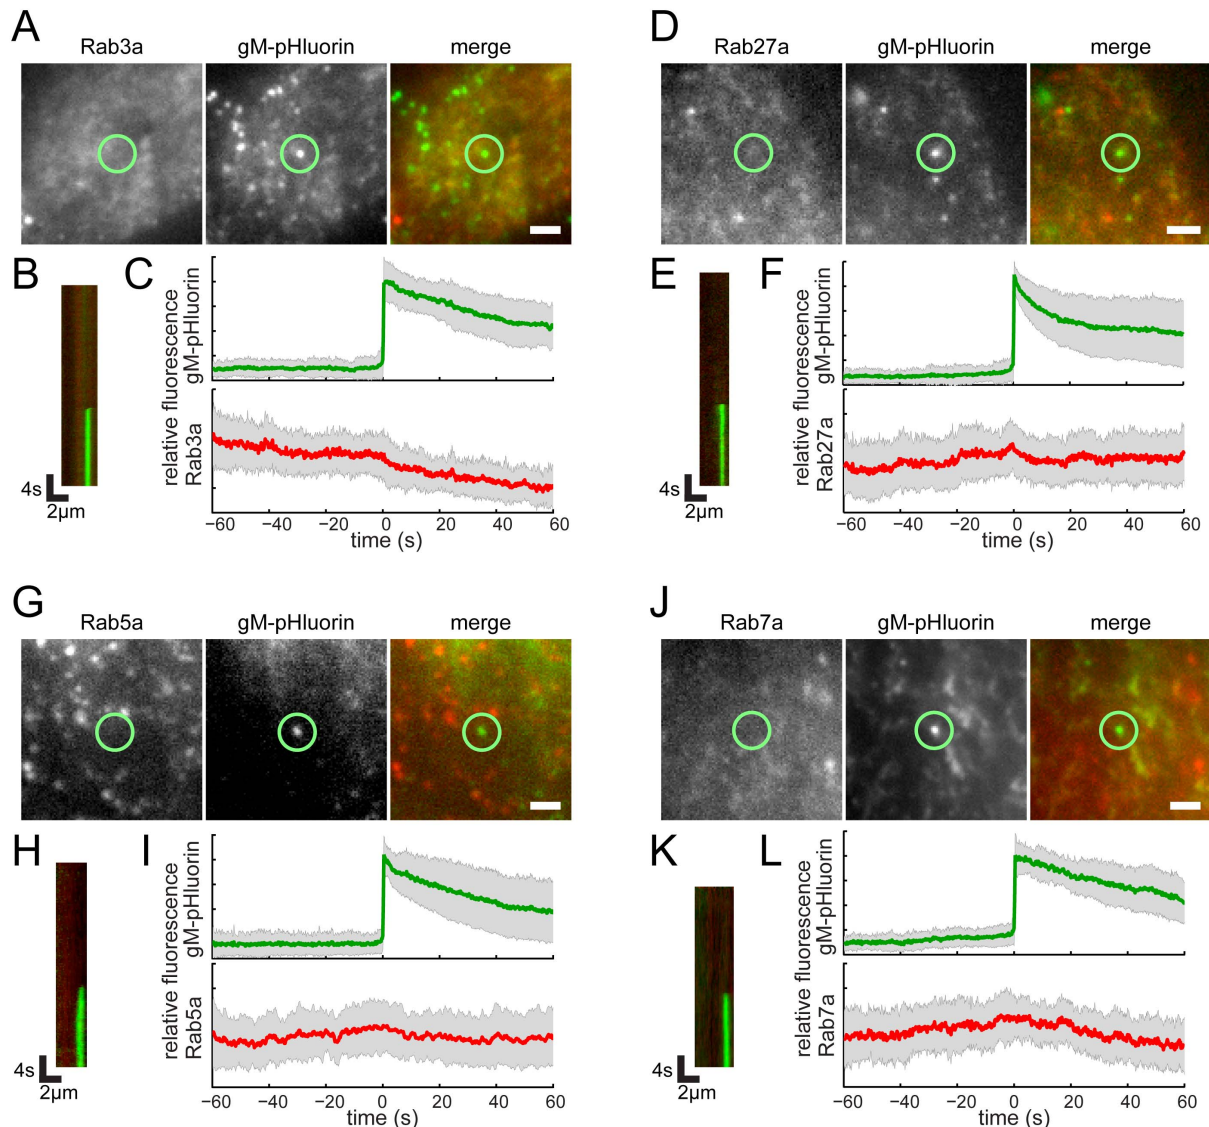 A
Rab3a gM-pHluorin merge
B
4s
2µm
C
relative fluorescence
gM-pHluorin
Rab3a
−60 −40 −20 0 20 40 60
time (s)
D
Rab27a gM-pHluorin merge
E
4s
2µm
F
relative fluorescence
gM-pHluorin
Rab27a
−60 −40 −20 0 20 40 60
time (s)
G
Rab5a gM-pHluorin merge
H
4s
2µm
I
relative fluorescence
gM-pHluorin
Rab5a
−60 −40 −20 0 20 40 60
time (s)
J
Rab7a gM-pHluorin merge
K
4s
2µm
L
relative fluorescence
gM-pHluorin
Rab7a
−60 −40 −20 0 20 40 60
time (s)